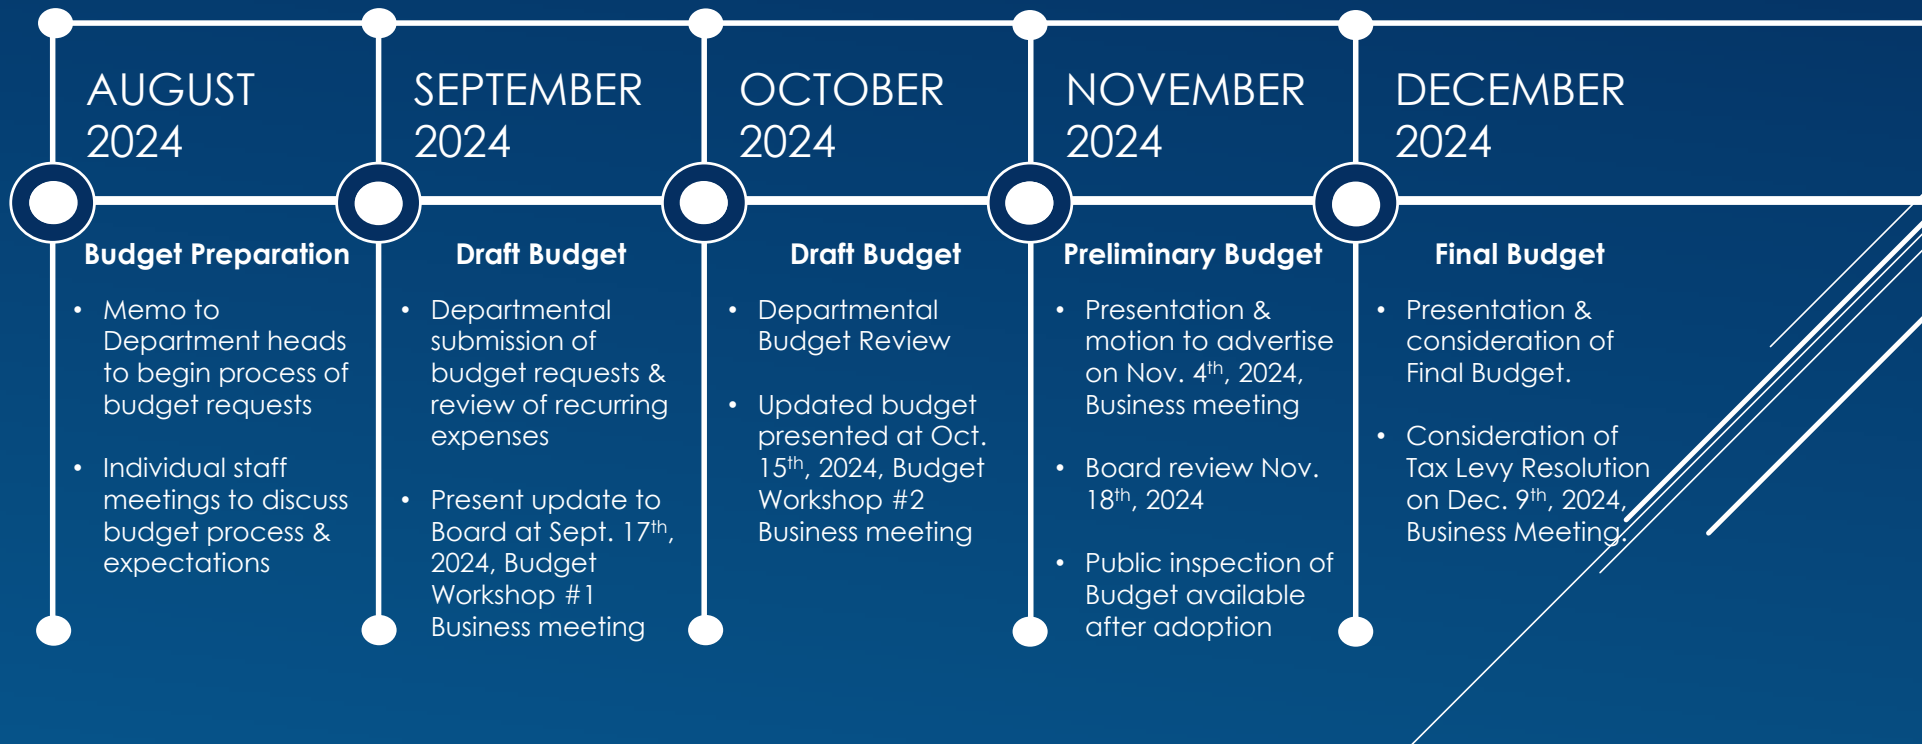 AUGUST
2024
Budget Preparation
• Memo to
Department heads
to begin process of
budget requests
• Individual staff
meetings to discuss
budget process &
expectations
SEPTEMBER
2024
Draft Budget
• Departmental
submission of
budget requests &
review of recurring
expenses
• Present update to
Board at Sept. 17th,
2024, Budget
Workshop #1
Business meeting
OCTOBER
2024
Draft Budget
• Departmental
Budget Review
• Updated budget
presented at Oct.
15th, 2024, Budget
Workshop #2
Business meeting
NOVEMBER
2024
Preliminary Budget
• Presentation &
motion to advertise
on Nov. 4th, 2024,
Business meeting
• Board review Nov.
18th, 2024
• Public inspection of
Budget available
after adoption
DECEMBER
2024
Final Budget
• Presentation &
consideration of
Final Budget.
• Consideration of
Tax Levy Resolution
on Dec. 9th, 2024,
Business Meeting.